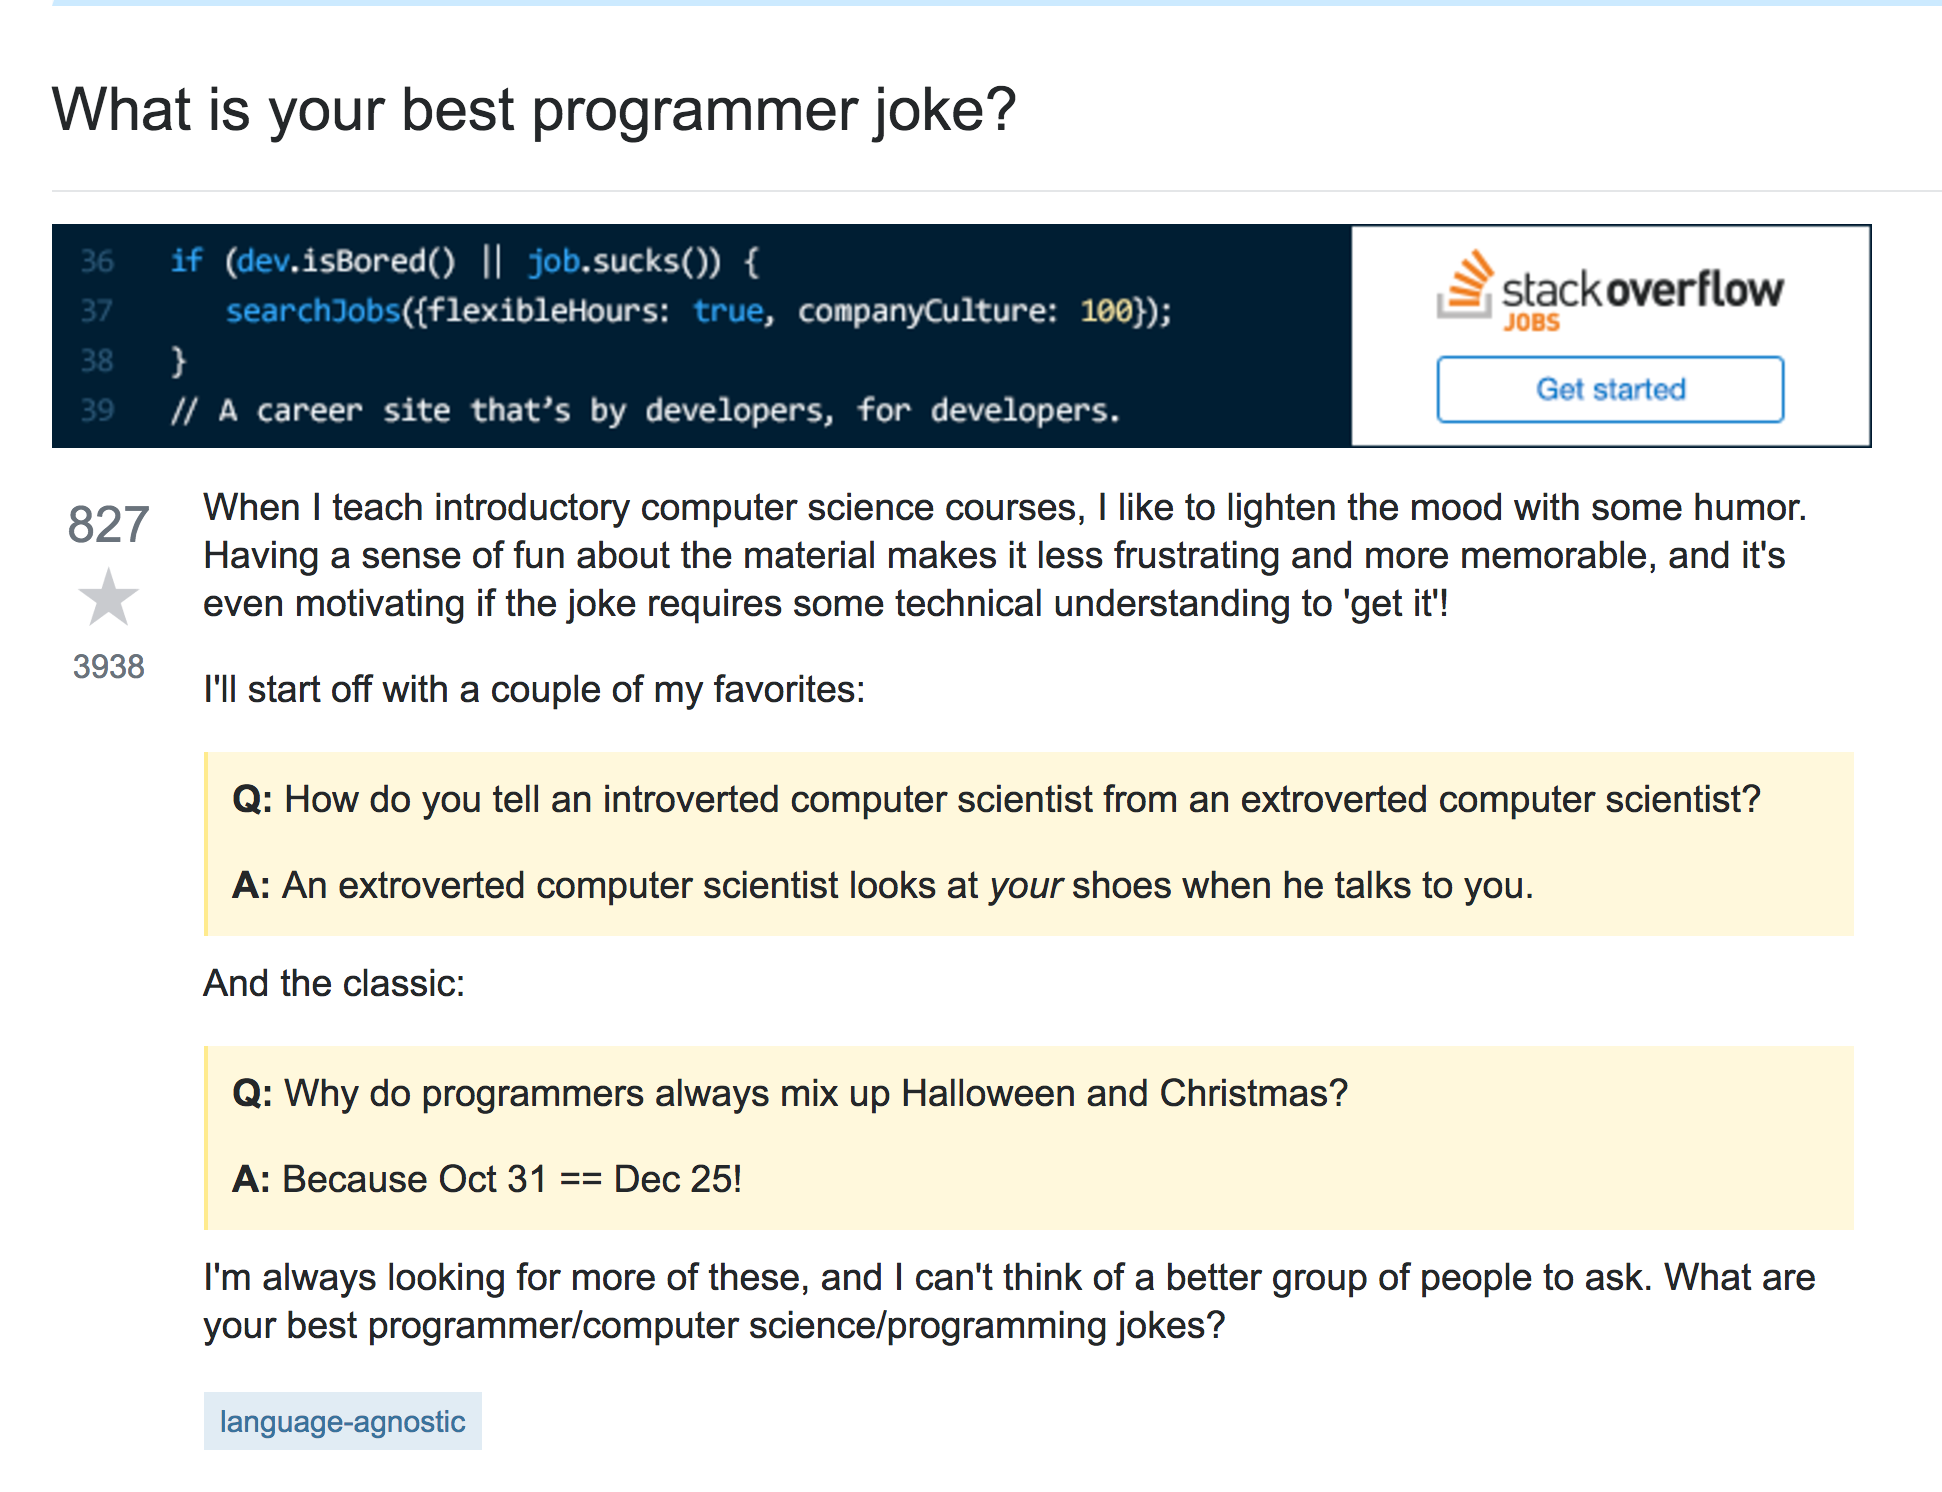 What is your best programmer joke?
36 if (dev.isBored() || job.sucks()) {
37 searchJobs({flexibleHours: true, companyCulture: 100});
38 }
39 // A career site that’s by developers, for developers.
stackoverflow
JOBS
Get started
827
3938
When I teach introductory computer science courses, I like to lighten the mood with some humor.
Having a sense of fun about the material makes it less frustrating and more memorable, and it's
even motivating if the joke requires some technical understanding to 'get it'!
I'll start off with a couple of my favorites:
Q: How do you tell an introverted computer scientist from an extroverted computer scientist?
A: An extroverted computer scientist looks at your shoes when he talks to you.
And the classic:
Q: Why do programmers always mix up Halloween and Christmas?
A: Because Oct 31 == Dec 25!
I'm always looking for more of these, and I can't think of a better group of people to ask. What are
your best programmer/computer science/programming jokes?
language-agnostic